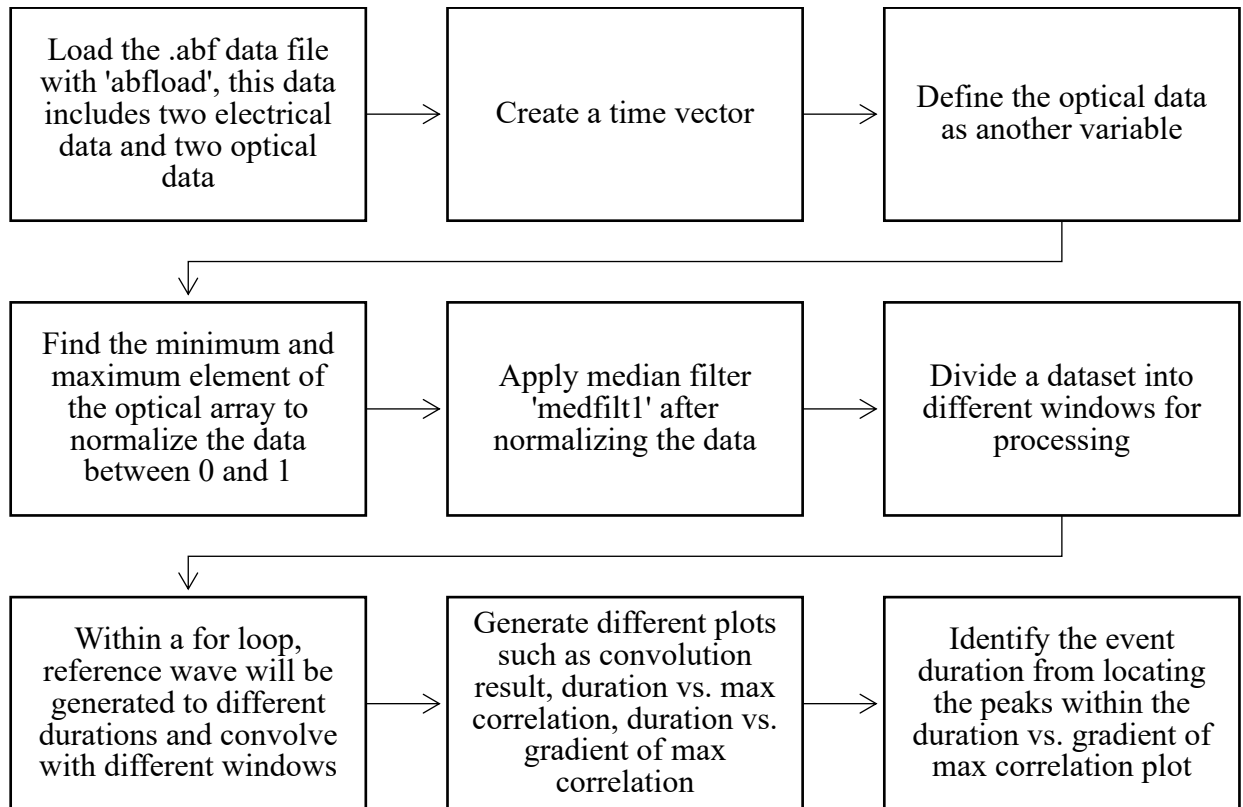 Load the .abf data file
with 'abfload', this data
includes two electrical
data and two optical
data
Create a time vector
Define the optical data
as another variable
Find the minimum and
maximum element of
the optical array to
normalize the data
between 0 and 1
Apply median filter
'medfilt1' after
normalizing the data
Divide a dataset into
different windows for
processing
Within a for loop,
reference wave will be
generated to different
durations and convolve
with different windows
Generate different plots
such as convolution
result, duration vs. max
correlation, duration vs.
gradient of max
correlation
Identify the event
duration from locating
the peaks within the
duration vs. gradient of
max correlation plot